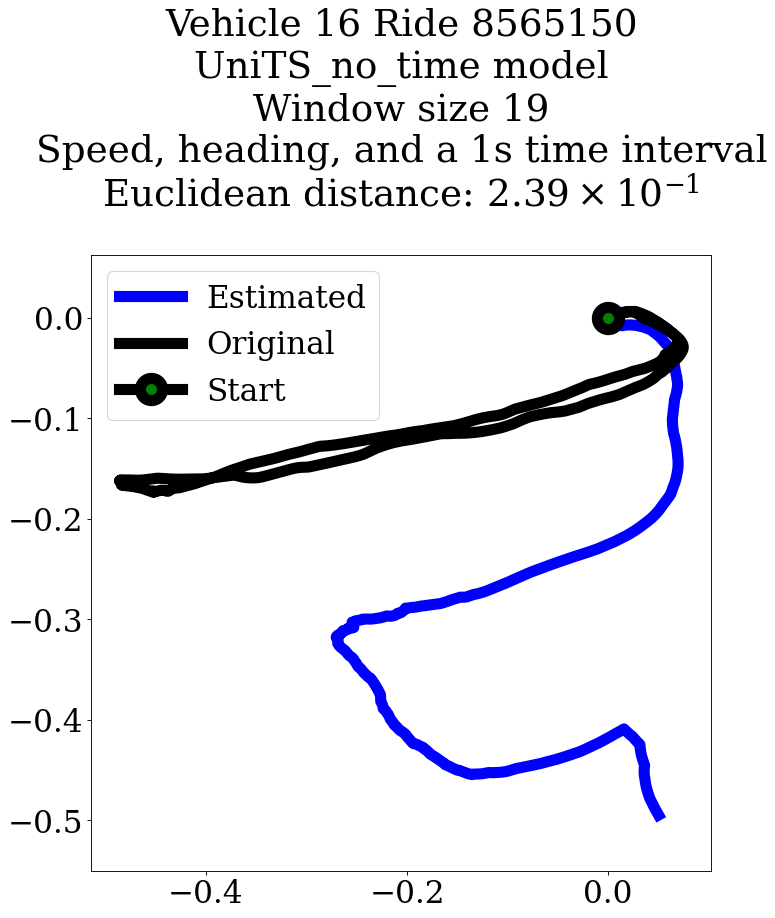 Vehicle 16 Ride 8565150
UniTS_no_time model
Window size 19
Speed, heading, and a 1s time interval
Euclidean distance: 2.39 × 10⁻¹
Estimated
Original
Start
0.0
−0.1
−0.2
−0.3
−0.4
−0.5
−0.4
−0.2
0.0